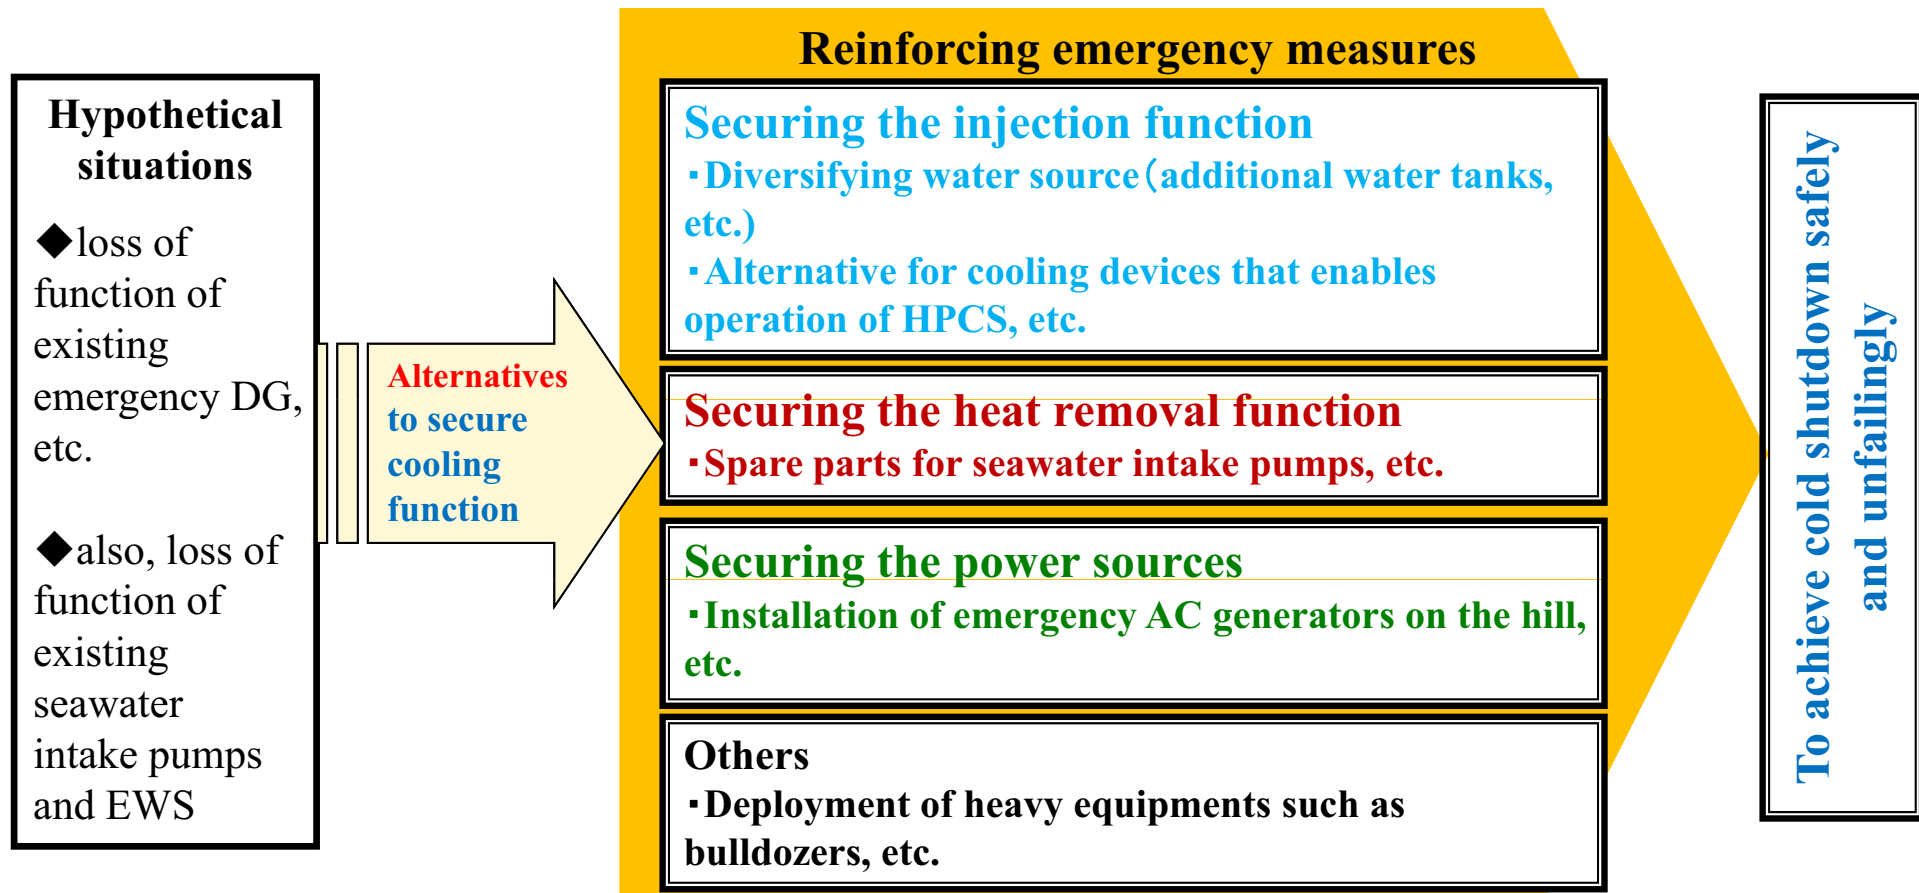 Reinforcing emergency measures
Hypothetical
situations
◆loss of
function of
existing
emergency DG,
etc.
◆also, loss of
function of
existing
seawater
intake pumps
and EWS
Alternatives
to secure
cooling
function
Securing the injection function
・Diversifying water source（additional water tanks,
etc.)
・Alternative for cooling devices that enables
operation of HPCS, etc.
Securing the heat removal function
・Spare parts for seawater intake pumps, etc.
Securing the power sources
・Installation of emergency AC generators on the hill,
etc.
Others
・Deployment of heavy equipments such as
bulldozers, etc.
To achieve cold shutdown safely
and unfailingly